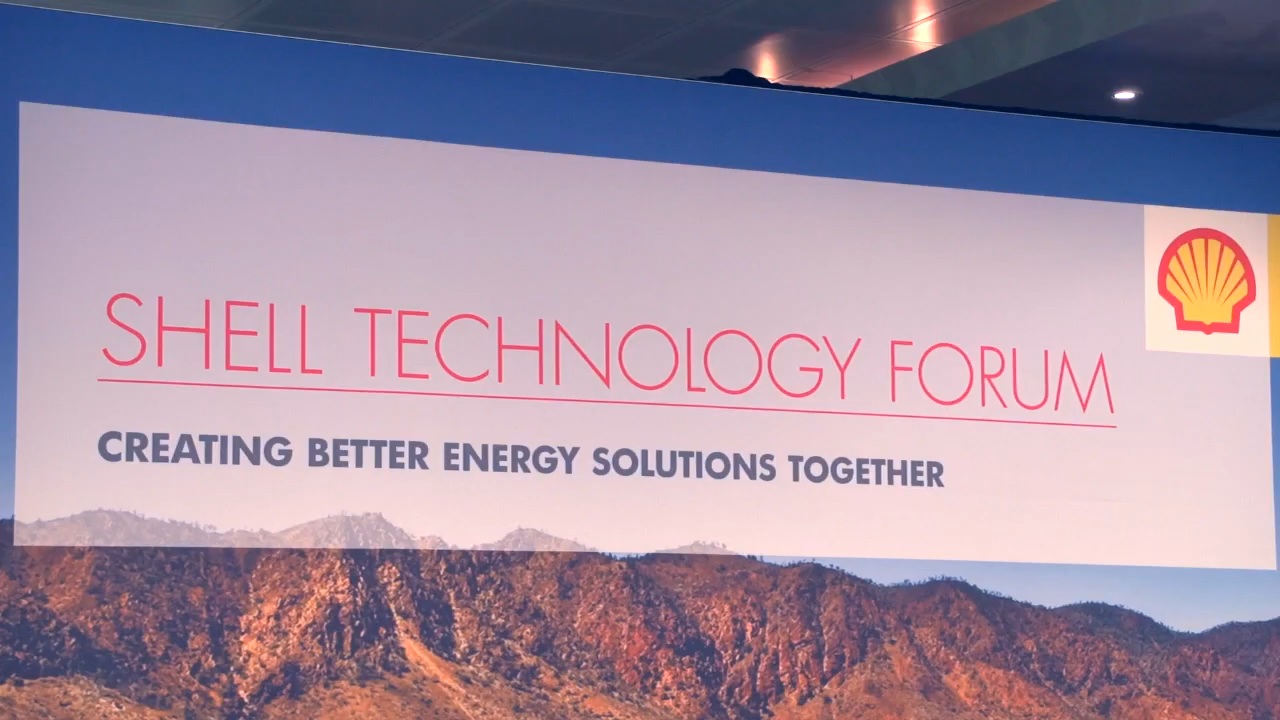 SHELL TECHNOLOGY FORUM
CREATING BETTER ENERGY SOLUTIONS TOGETHER